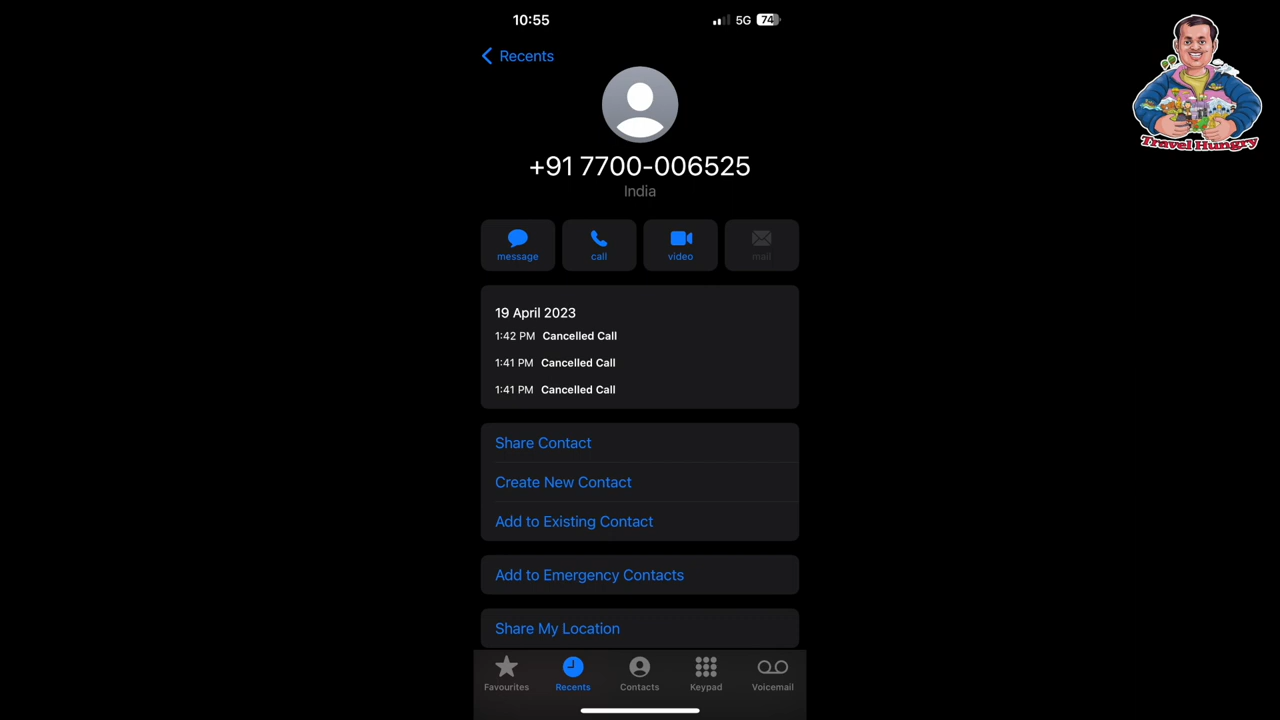 10:55
5G 74
Recents
+91 7700-006525
India
message call video mail
19 April 2023
1:42 PM Cancelled Call
1:41 PM Cancelled Call
1:41 PM Cancelled Call
Share Contact
Create New Contact
Add to Existing Contact
Add to Emergency Contacts
Share My Location
Favourites Recents Contacts Keypad Voicemail
Travel Hungry